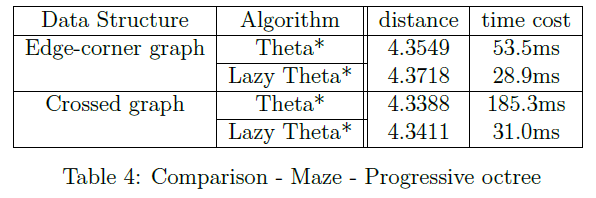 Data Structure Algorithm distance time cost
Edge-corner graph Theta* 4.3549 53.5ms
Lazy Theta* 4.3718 28.9ms
Crossed graph Theta* 4.3388 185.3ms
Lazy Theta* 4.3411 31.0ms
Table 4: Comparison - Maze - Progressive octree